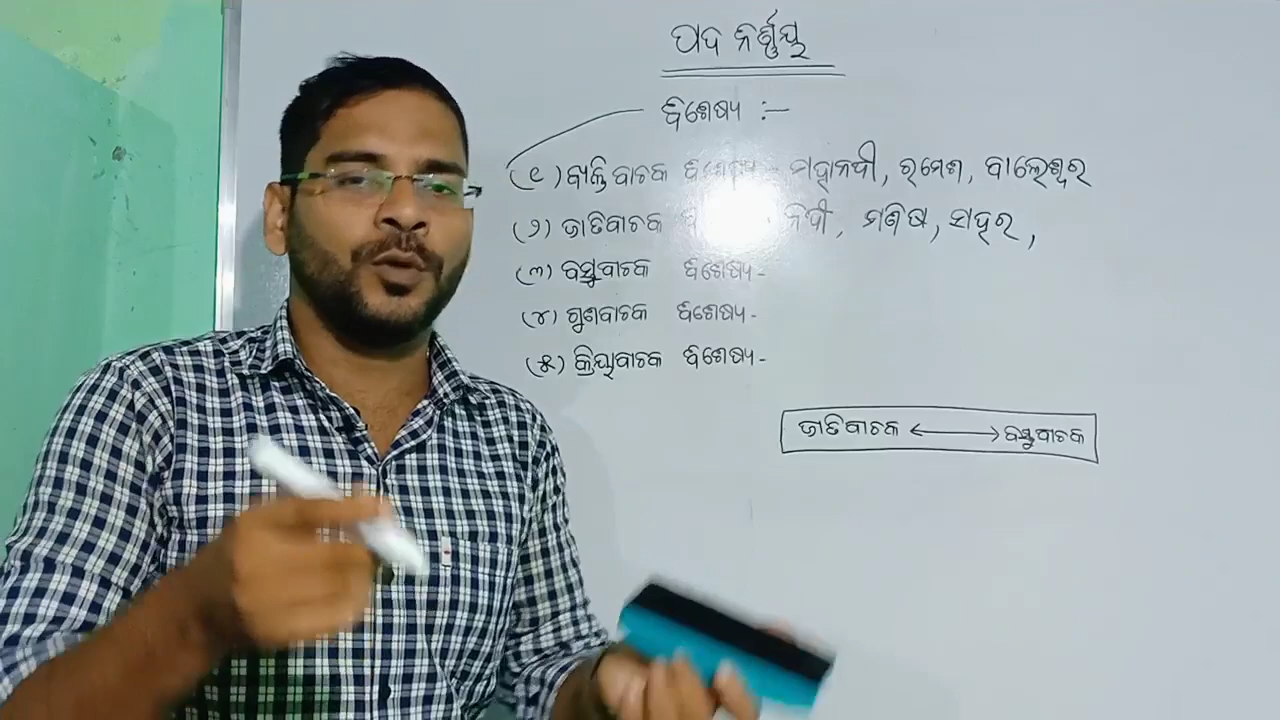 ପଦ ନିର୍ଣ୍ଣୟ
ବିଶେଷ୍ୟ :-
(୧) ବ୍ୟକ୍ତିବାଚକ ବିଶେଷ୍ୟ - ମହାନଦୀ, ରମେଶ, ବାଲେଶ୍ୱର
(୨) ଜାତିବାଚକ ନଦୀ, ମଣିଷ, ସହର,
(୩) ବସ୍ତୁବାଚକ ବିଶେଷ୍ୟ-
(୪) ଗୁଣବାଚକ ବିଶେଷ୍ୟ-
(୫) କ୍ରିୟାବାଚକ ବିଶେଷ୍ୟ-
ଜାତିବାଚକ ⟷ ବସ୍ତୁବାଚକ